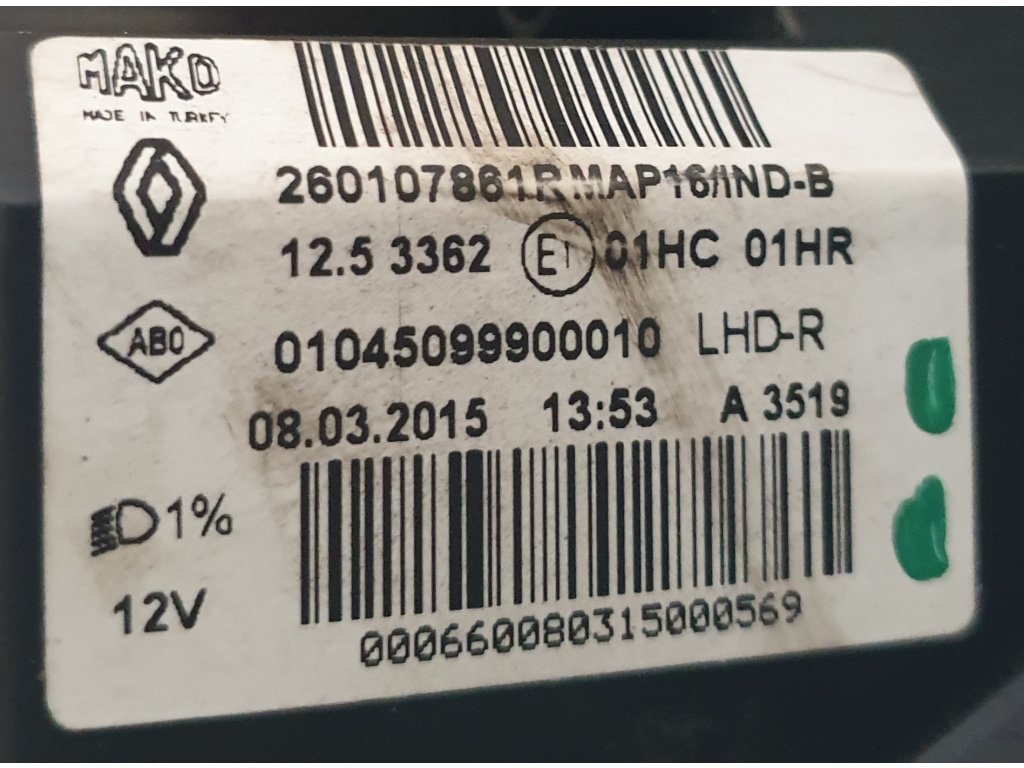 MAKO
MADE IN TURKEY
260107861R MAP16/IND-B
12.5 3362 E1 01HC 01HR
ABO
01045099900010 LHD-R
08.03.2015 13:53 A 3519
1%
12V
000660080315000569